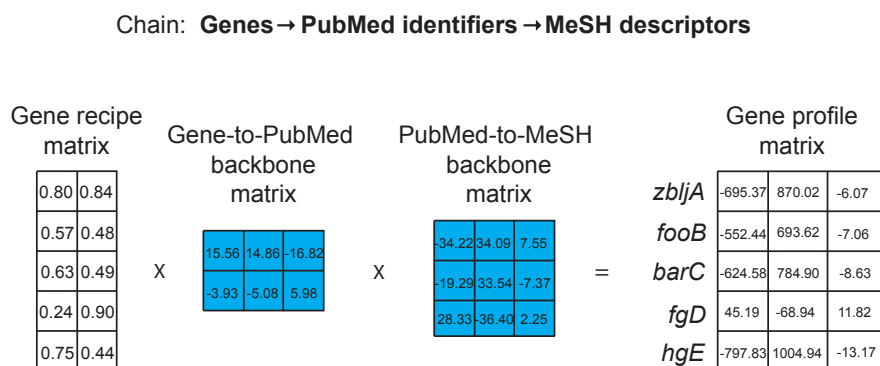 Chain: Genes→PubMed identifiers→MeSH descriptors
Gene recipe
matrix
Gene-to-PubMed
backbone
matrix
PubMed-to-MeSH
backbone
matrix
Gene profile
matrix
0.80 0.84
0.57 0.48
0.63 0.49
0.24 0.90
0.75 0.44
x
15.56 14.86 -16.82
-3.93 -5.08 5.98
x
-34.22 34.09 7.55
-19.29 33.54 -7.37
28.33 -36.40 2.25
=
zbljA -695.37 870.02 -6.07
fooB -552.44 693.62 -7.06
barC -624.58 784.90 -8.63
fgD 45.19 -68.94 11.82
hgE -797.83 1004.94 -13.17